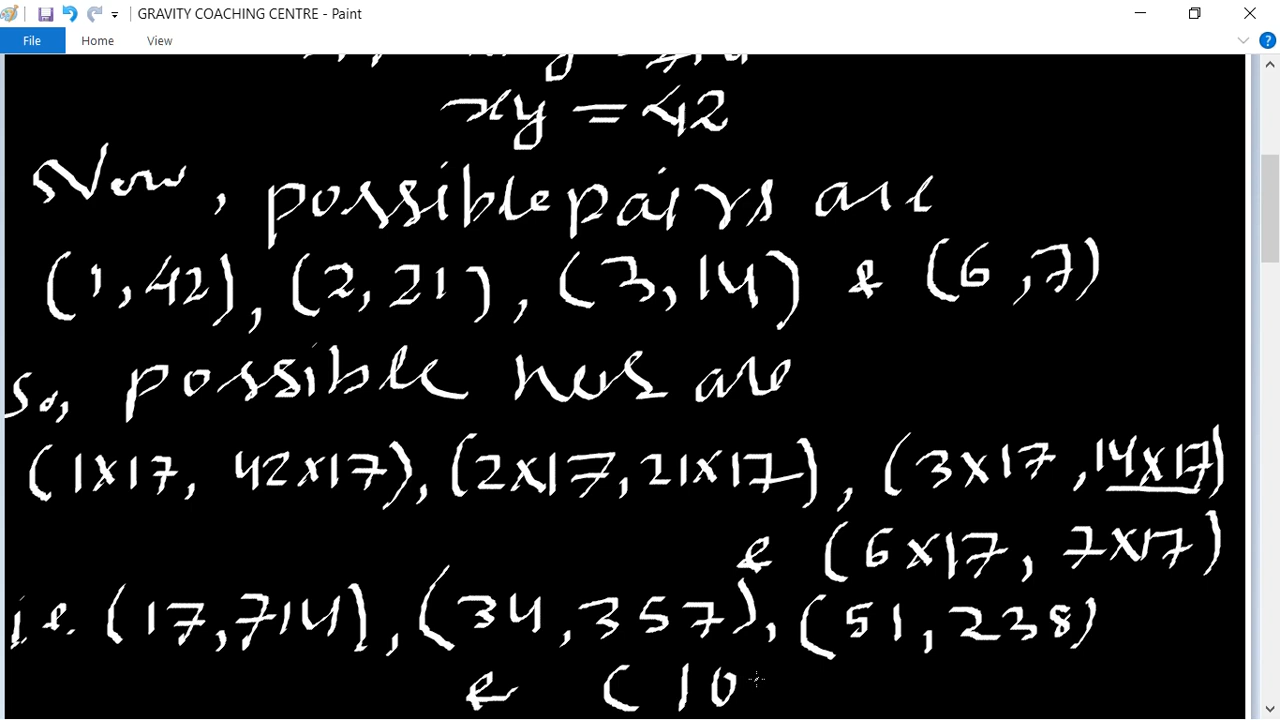 GRAVITY COACHING CENTRE - Paint
File Home View
xy = 42
Now, possible pairs are
(1,42), (2,21), (3,14) & (6,7)
So, possible nos are
(1x17, 42x17), (2x17, 21x17), (3x17, 14x17)
& (6x17, 7x17)
i.e. (17,714), (34,357), (51,238)
& (10